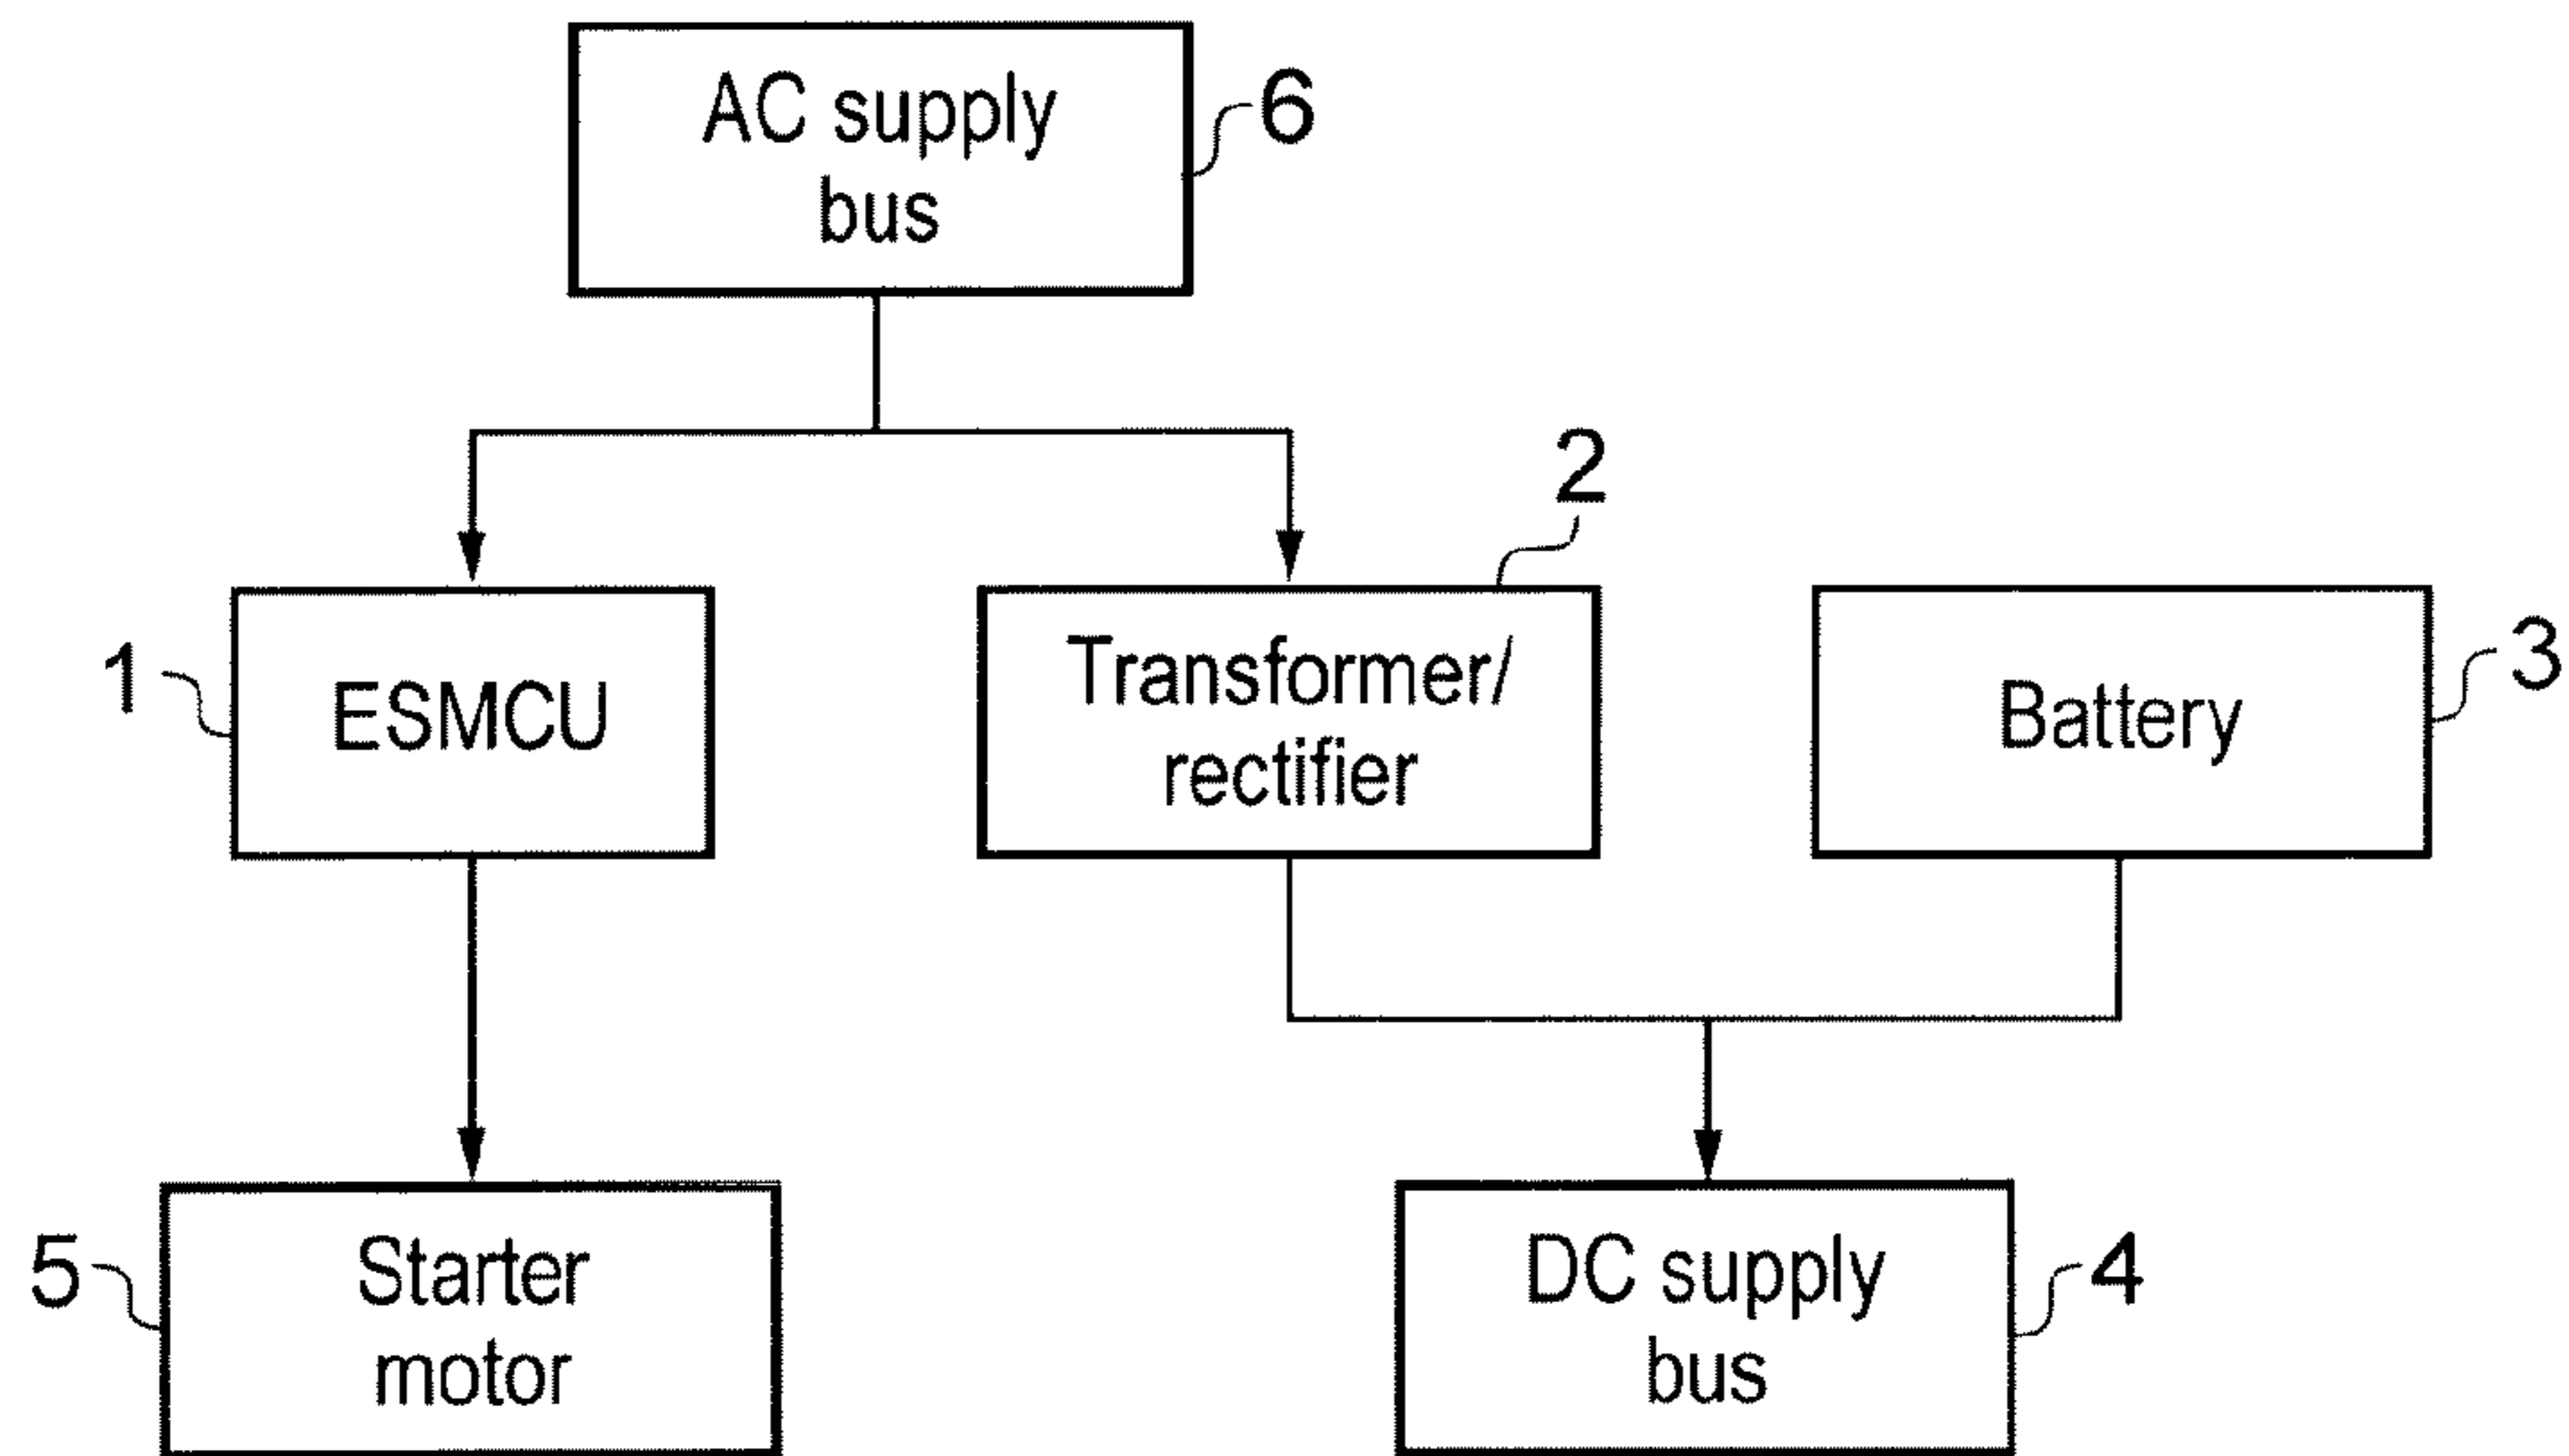 AC supply
bus
6
2
1
ESMCU
Transformer/
rectifier
Battery
3
5
Starter
motor
DC supply
bus
4